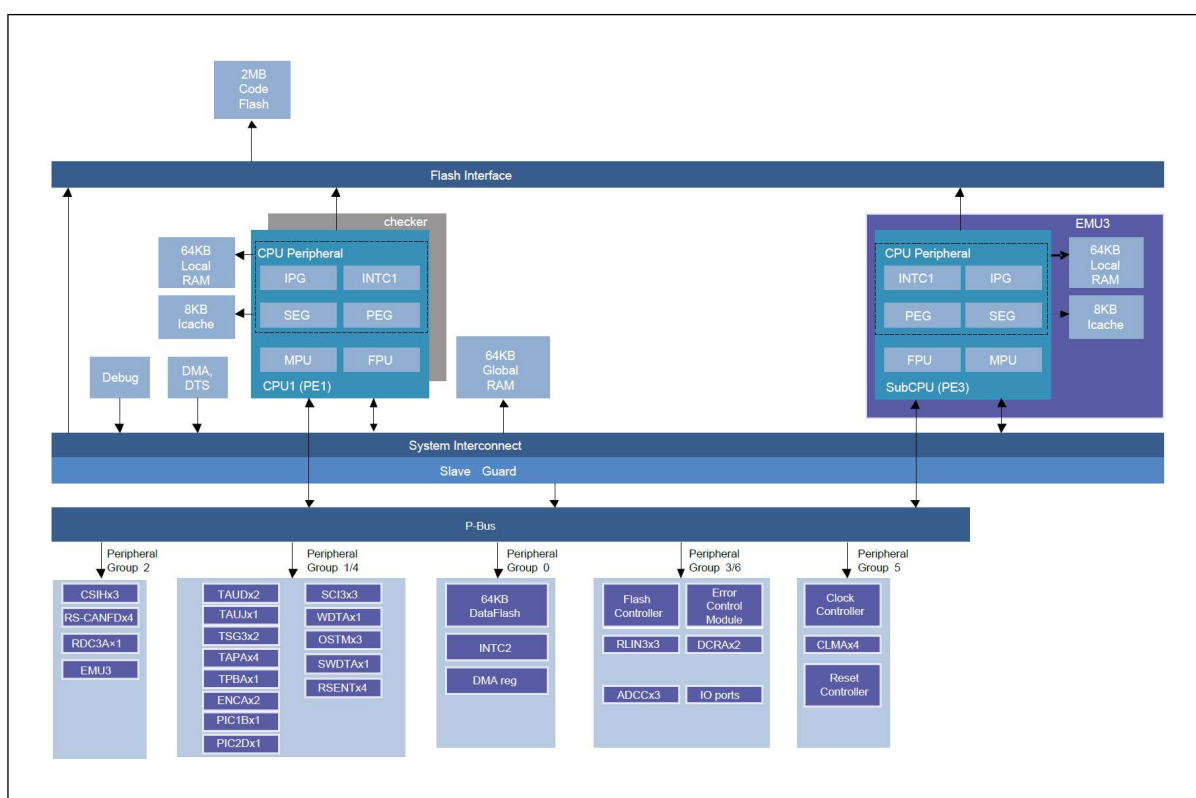 2MB
Code
Flash
Flash Interface
checker
CPU Peripheral
IPG
INTC1
SEG
PEG
MPU
FPU
CPU1 (PE1)
64KB
Local
RAM
8KB
Icache
Debug
DMA,
DTS
64KB
Global
RAM
EMU3
CPU Peripheral
INTC1
IPG
PEG
SEG
FPU
MPU
SubCPU (PE3)
64KB
Local
RAM
8KB
Icache
System Interconnect
Slave Guard
P-Bus
Peripheral
Group 2
CSIHx3
RS-CANFDx4
RDC3A×1
EMU3
Peripheral
Group 1/4
TAUDx2
TAUJx1
TSG3x2
TAPAx4
TPBAx1
ENCAx2
PIC1Bx1
PIC2Dx1
SCI3x3
WDTAx1
OSTMx3
SWDTAx1
RSENTx4
Peripheral
Group 0
64KB
DataFlash
INTC2
DMA reg
Peripheral
Group 3/6
Flash
Controller
Error
Control
Module
RLIN3x3
DCRAx2
ADCCx3
IO ports
Peripheral
Group 5
Clock
Controller
CLMAx4
Reset
Controller